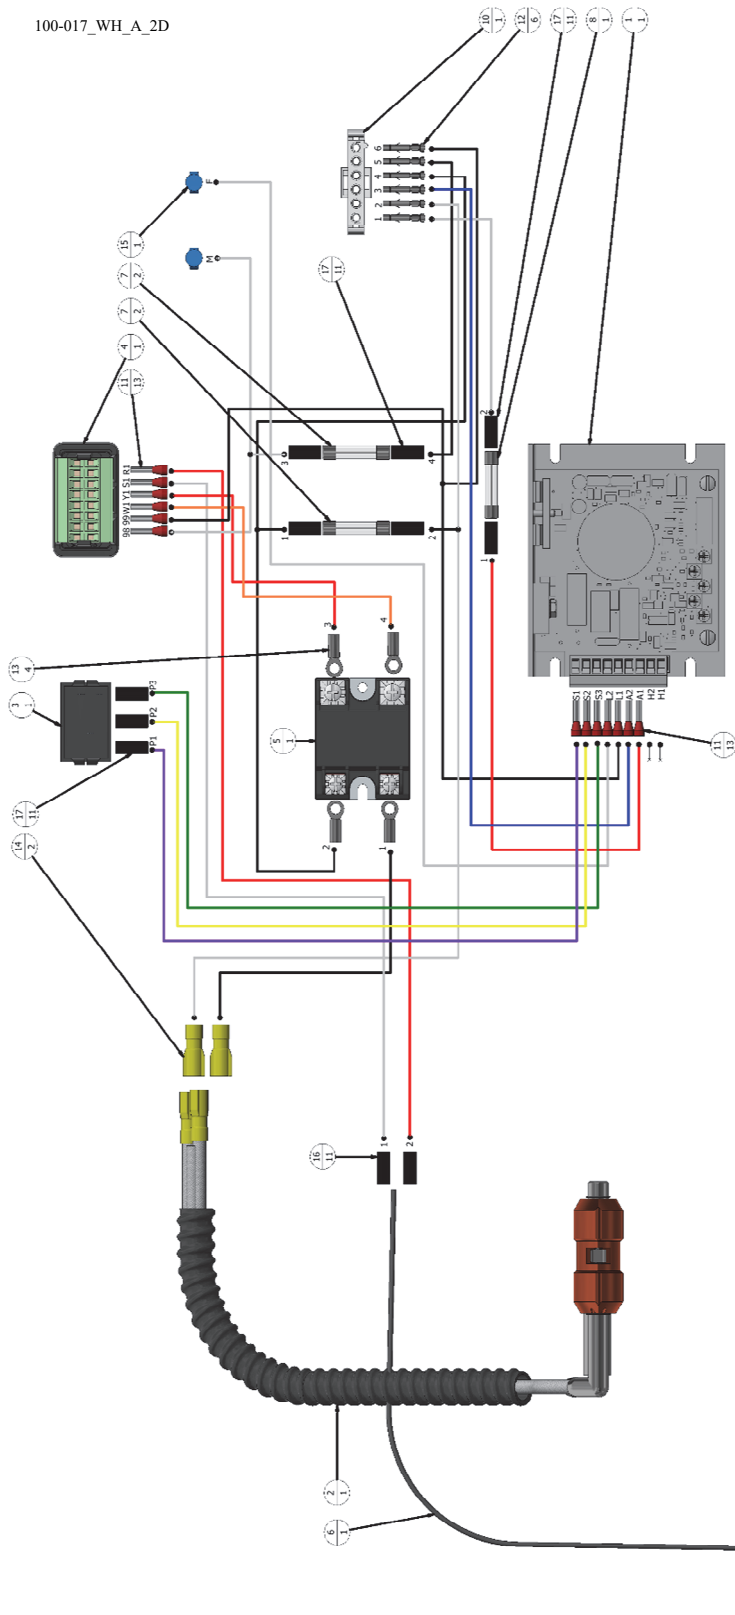 100-017_WH_A_2D
10 1
12 6
17 11
8 1
1 1
6
5
4
3
2
1
F
15 1
M
7 2
17 11
7 2
4 1
11 13
R1
S1
Y1
W1
99
98
3
4
2
1
2
1
3
4
13 4
3 1
P3
P2
P1
5 1
S1
S2
S3
L2
L1
A2
A1
H2
H1
11 13
17 11
14 2
2
1
16 11
1
2
2 1
6 1